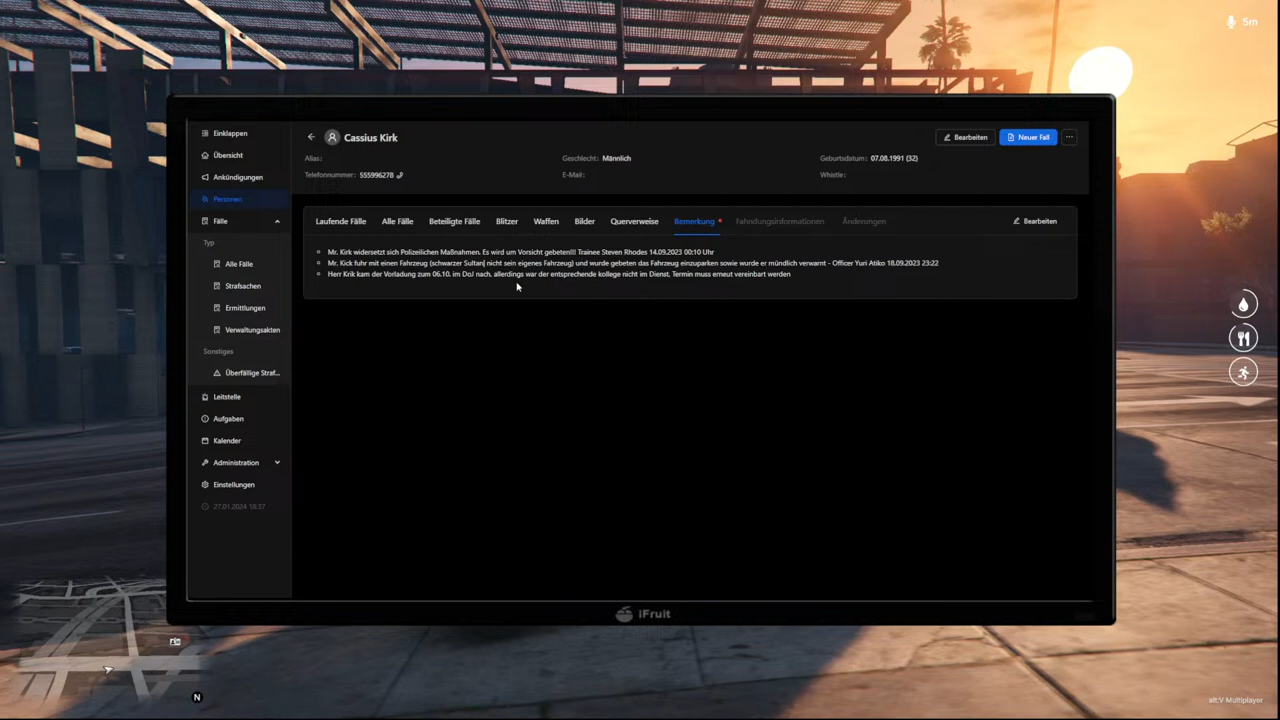 5m
Einklappen
Übersicht
Ankündigungen
Personen
Fälle
Typ
Alle Fälle
Strafsachen
Ermittlungen
Verwaltungsakten
Sonstiges
Überfällige Straf...
Leitstelle
Aufgaben
Kalender
Administration
Einstellungen
27.01.2024 18:37
Cassius Kirk
Bearbeiten
Neuer Fall
Alias:
Geschlecht: Männlich
Geburtsdatum: 07.08.1991 (32)
Telefonnummer: 555996278
E-Mail:
Whistle:
Laufende Fälle Alle Fälle Beteiligte Fälle Blitzer Waffen Bilder Querverweise Bemerkung Fahndungsinformationen Änderungen Bearbeiten
Mr. Kirk widersetzt sich Polizeilichen Maßnahmen. Es wird um Vorsicht gebeten!!! Trainee Steven Rhodes 14.09.2023 00:10 Uhr
Mr. Kick fuhr mit einen Fahrzeug (schwarzer Sultan| nicht sein eigenes Fahrzeug) und wurde gebeten das Fahrzeug einzuparken sowie wurde er mündlich verwarnt - Officer Yuri Atiko 18.09.2023 23:22
Herr Krik kam der Vorladung zum 06.10. im DoJ nach, allerdings war der entsprechende kollege nicht im Dienst, Termin muss erneut vereinbart werden
iFruit
N
alt:V Multiplayer